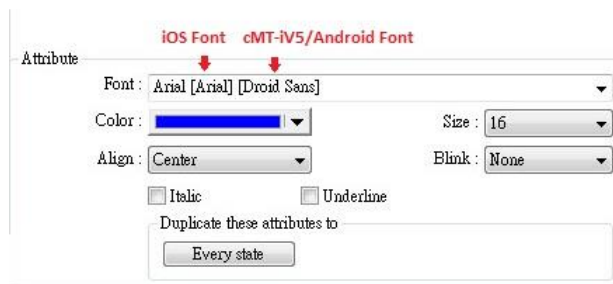 iOS Font cMT-iV5/Android Font
Attribute
Font : Arial [Arial] [Droid Sans]
Color : Size : 16
Align : Center Blink : None
Italic Underline
Duplicate these attributes to
Every state